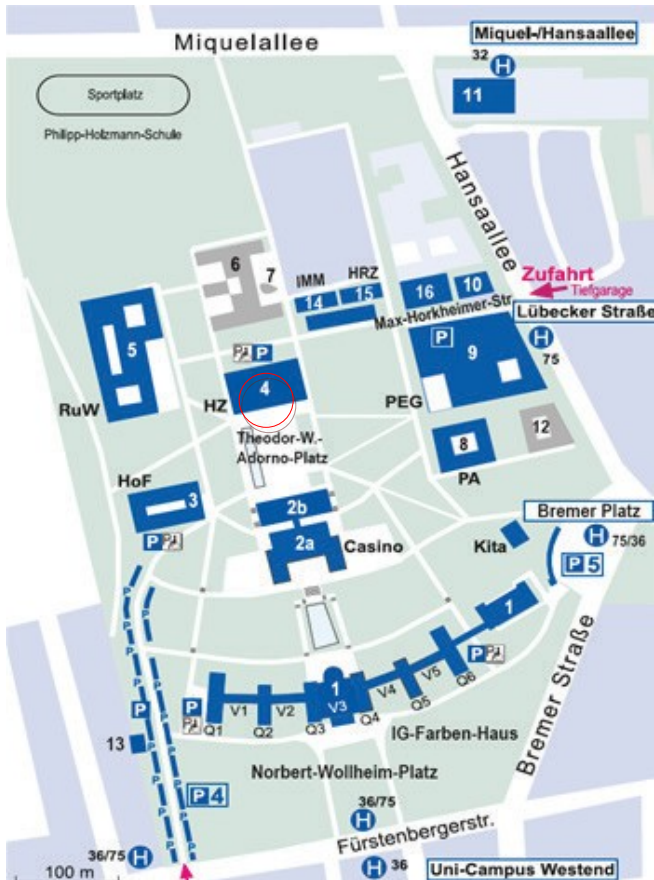 Miquelallee
Miquel-/Hansaallee
32 H
11
Sportplatz
Philipp-Holzmann-Schule
Hansaallee
6
7
IMM
HRZ
14
15
16
10
Zufahrt
Tiefgarage
Max-Horkheimer-Str.
Lübecker Straße
H
75
5
P
9
P
4
RuW
HZ
PEG
Theodor-W.-
Adorno-Platz
8
12
PA
HoF
3
2b
P
2a
Casino
Kita
Bremer Platz
H 75/36
P 5
1
P
P
1
V1
V2
V3
V4
V5
Q1
Q2
Q3
Q4
Q5
Q6
P
13
IG-Farben-Haus
Bremer Straße
Norbert-Wollheim-Platz
P 4
36/75
H
Fürstenbergerstr.
36/75 H
H 36
Uni-Campus Westend
100 m